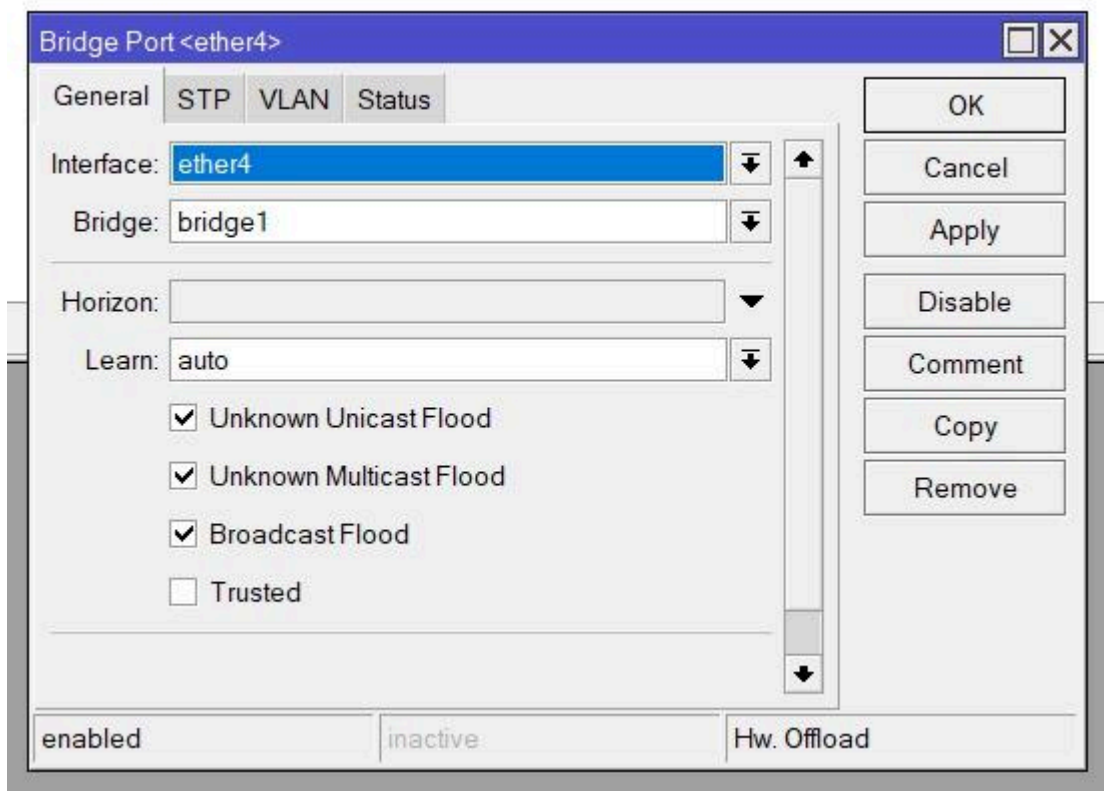 Bridge Port <ether4>
General STP VLAN Status
Interface: ether4
Bridge: bridge1
Horizon:
Learn: auto
Unknown Unicast Flood
Unknown Multicast Flood
Broadcast Flood
Trusted
OK
Cancel
Apply
Disable
Comment
Copy
Remove
enabled inactive Hw. Offload